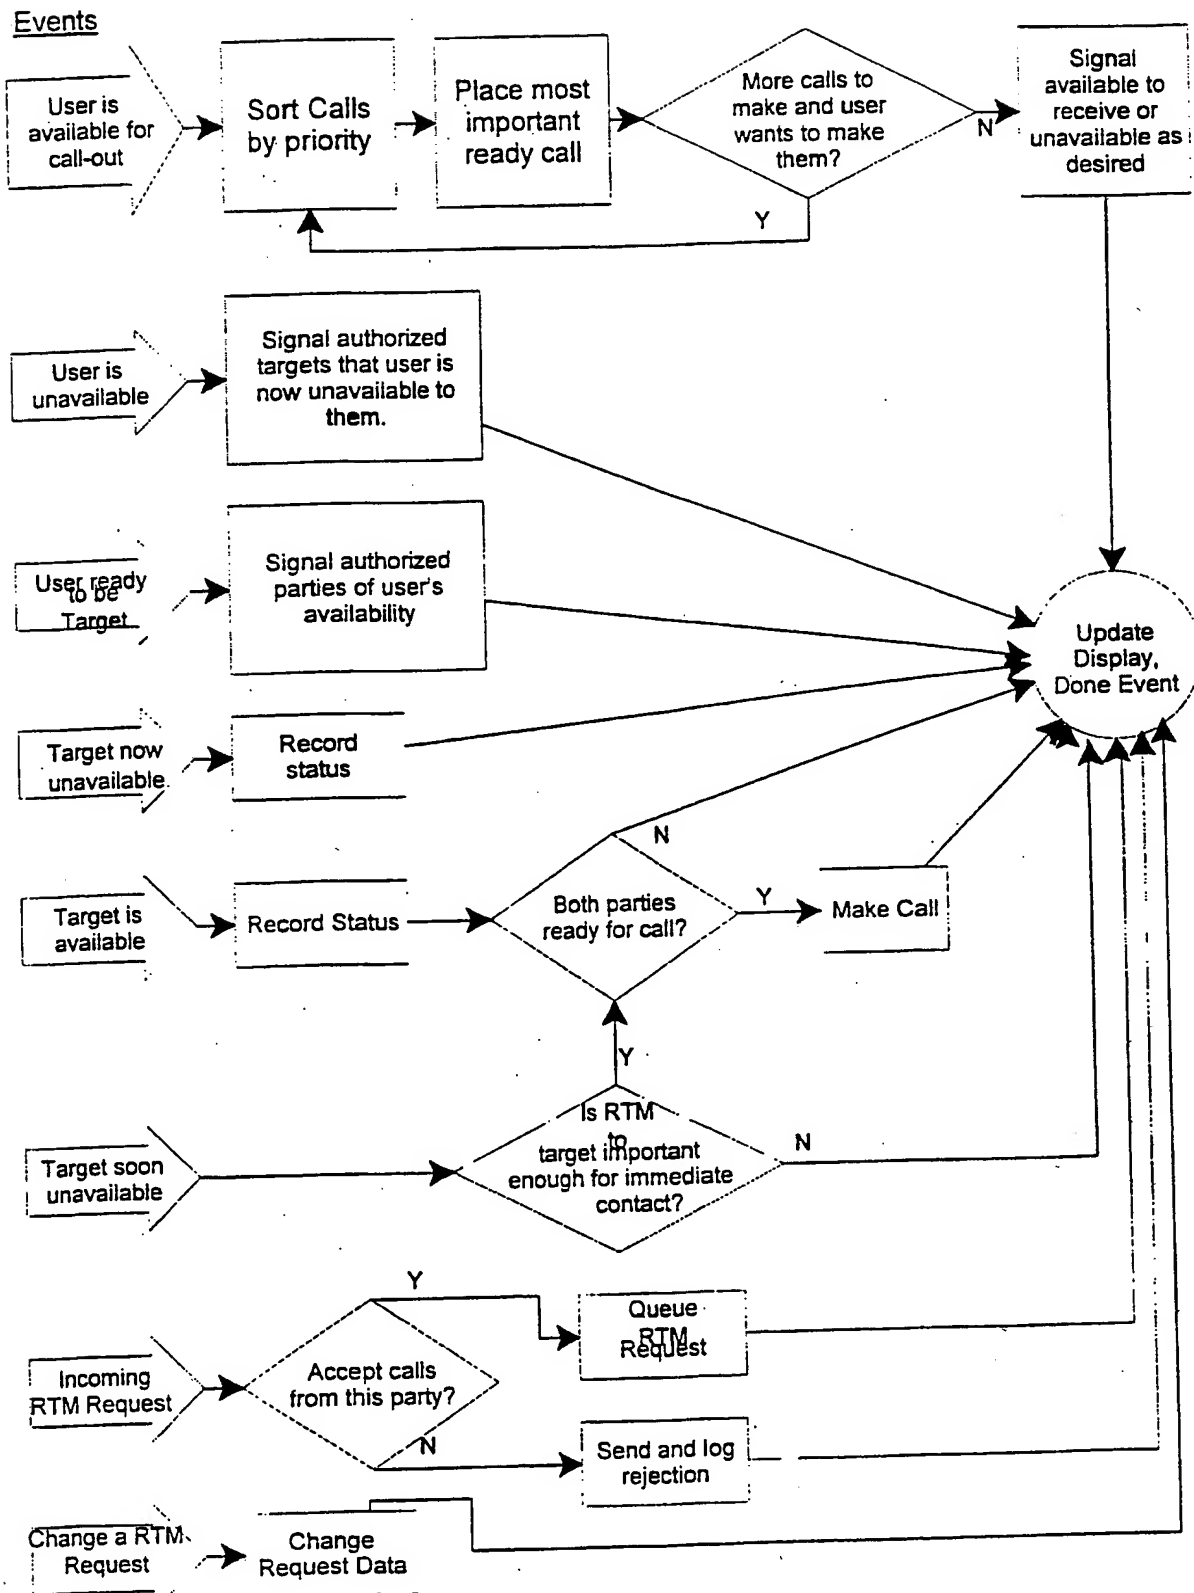 Events
User is
available for
call-out
Sort Calls
by priority
Place most
important
ready call
More calls to
make and user
wants to make
them?
N
Y
Signal
available to
receive or
unavailable as
desired
User is
unavailable
Signal authorized
targets that user is
now unavailable to
them.
User ready
to be
Target
Signal authorized
parties of user's
availability
Update
Display,
Done Event
Target now
unavailable
Record
status
N
Target is
available
Record Status
Both parties
ready for call?
Y
Make Call
Y
Target soon
unavailable
Is RTM
to
target important
enough for immediate
contact?
N
Y
Queue
RTM
Request
Incoming
RTM Request
Accept calls
from this party?
N
Send and log
rejection
Change a RTM
Request
Change
Request Data